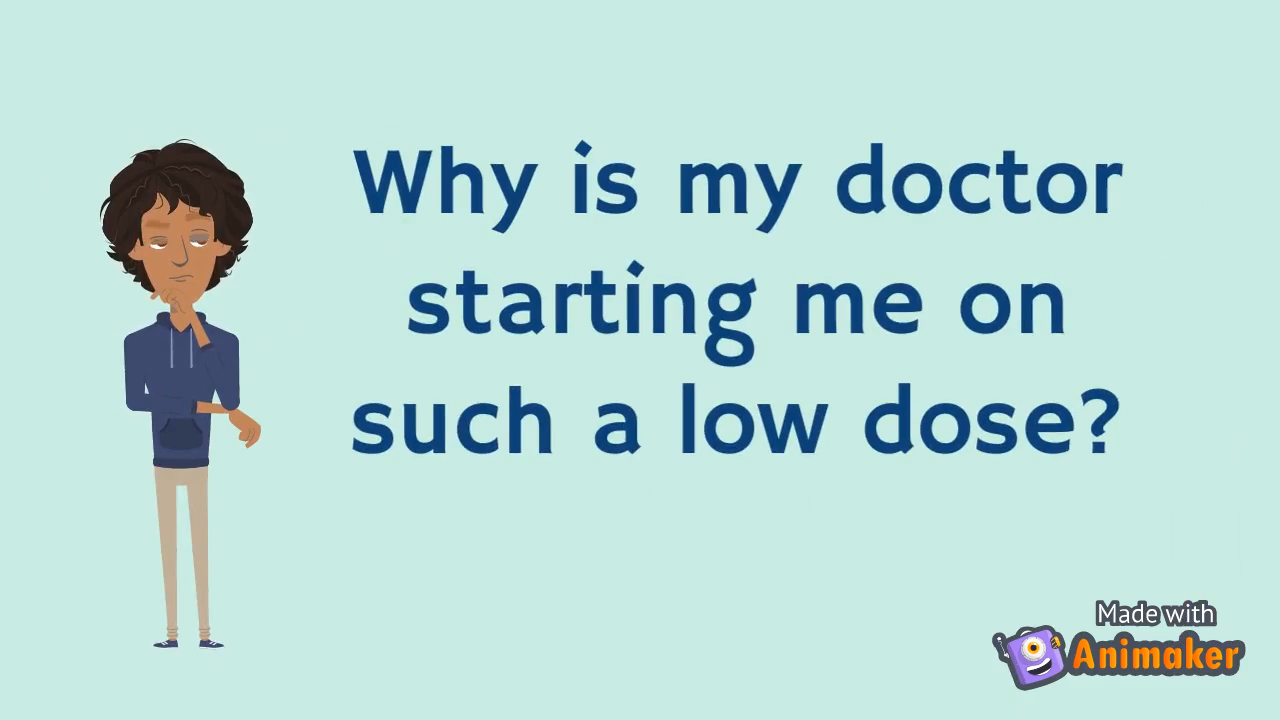 Why is my doctor
starting me on
such a low dose?
Made with
Animaker